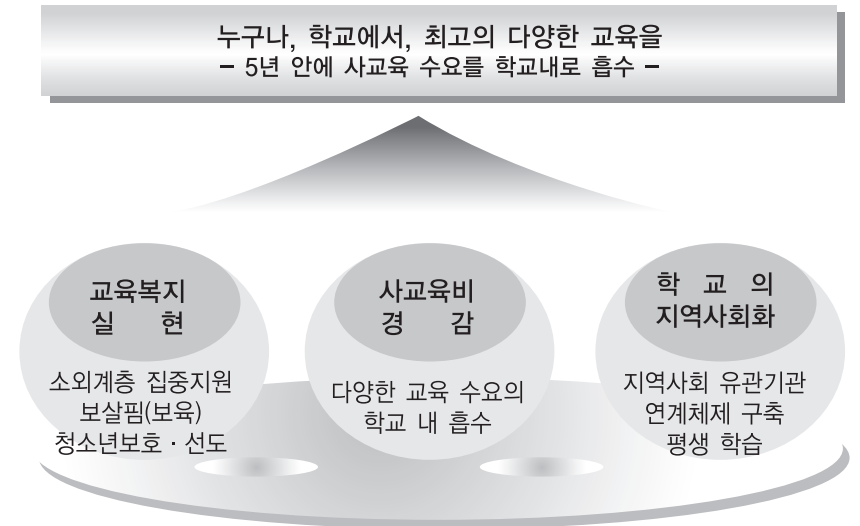 누구나, 학교에서, 최고의 다양한 교육을
- 5년 안에 사교육 수요를 학교내로 흡수 -
교육복지
실 현
소외계층 집중지원
보살핌(보육)
청소년보호 · 선도
사교육비
경 감
다양한 교육 수요의
학교 내 흡수
학 교 의
지역사회화
지역사회 유관기관
연계체제 구축
평생 학습